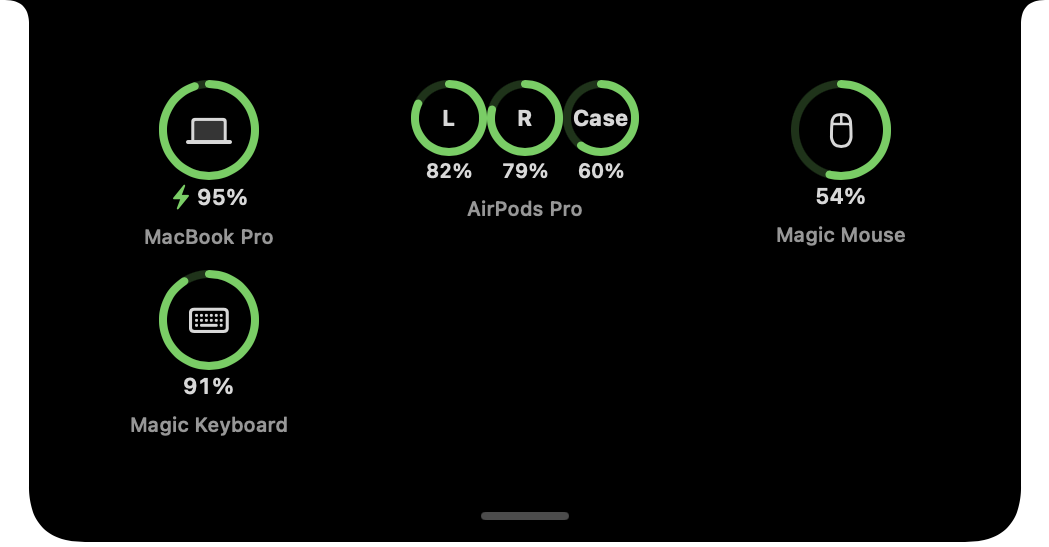 95%
MacBook Pro
L
R
Case
82%
79%
60%
AirPods Pro
54%
Magic Mouse
91%
Magic Keyboard